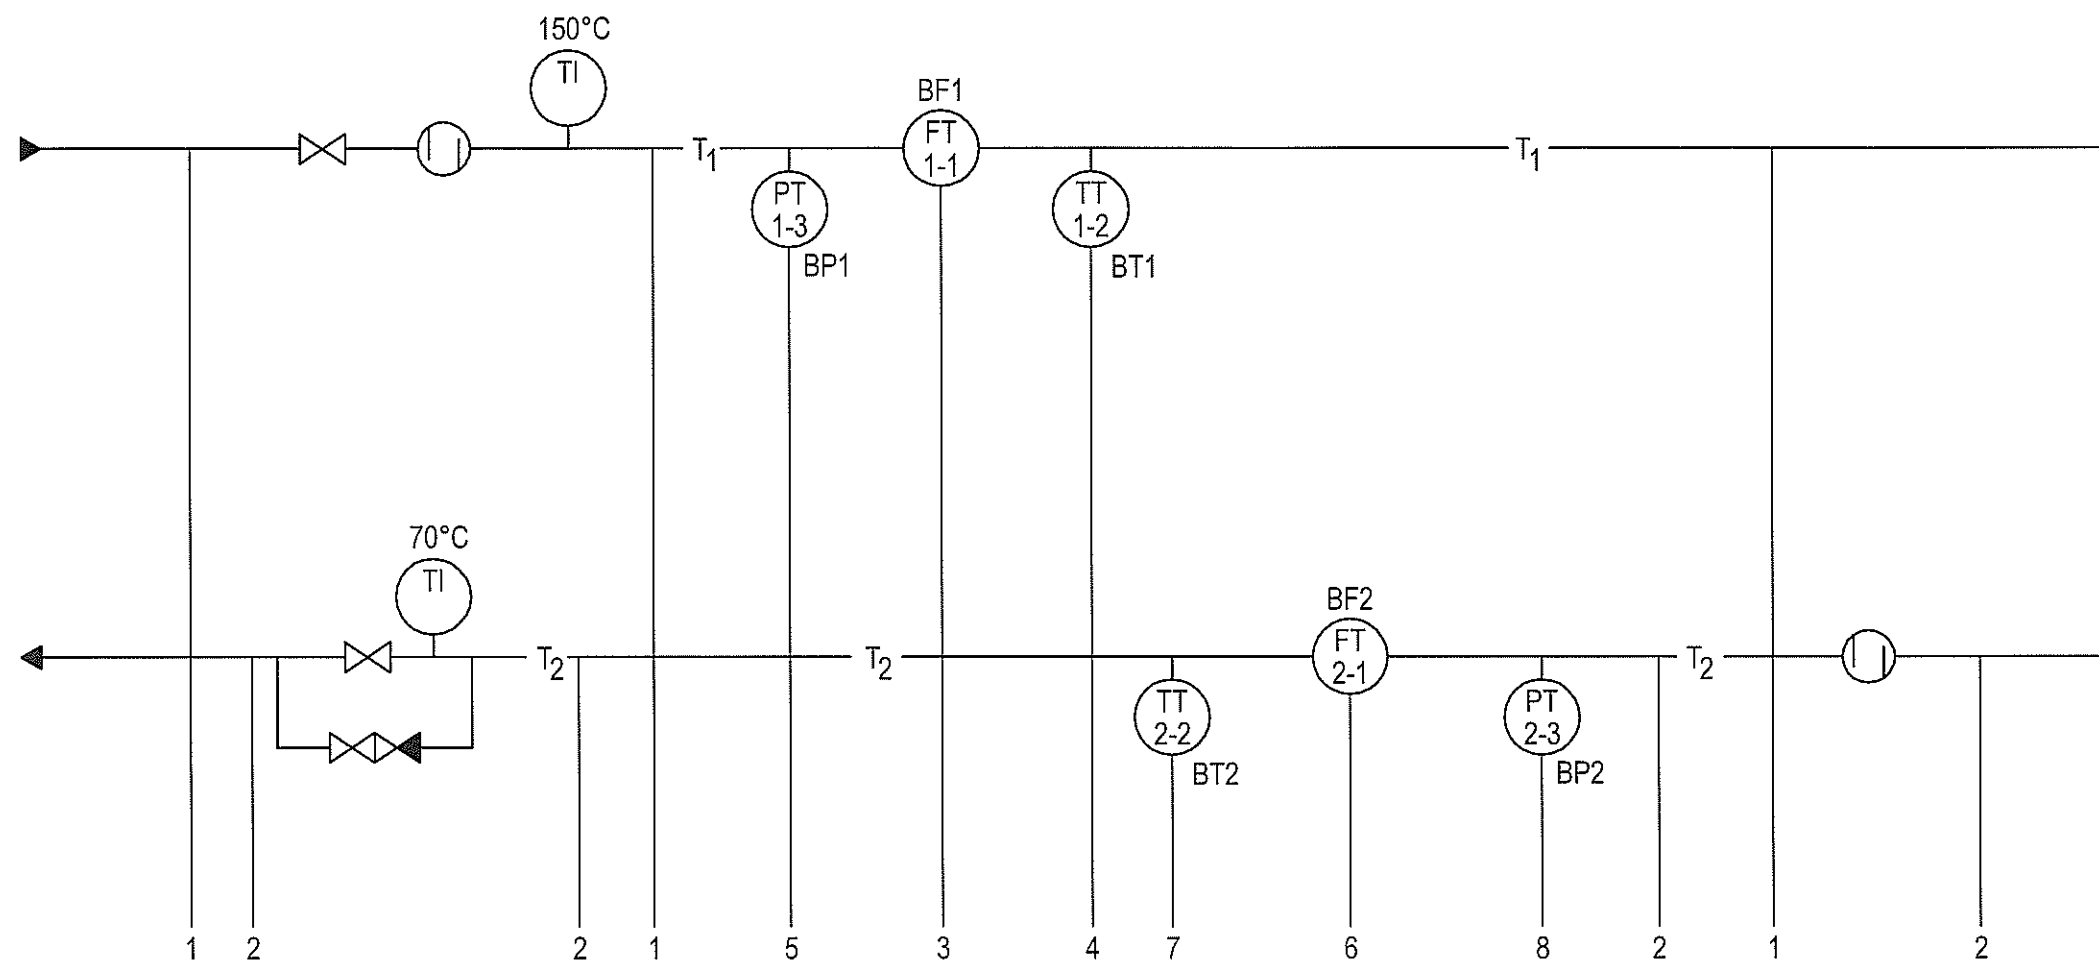 150°C
TI
BF1
FT
1-1
T1
T1
PT
1-3
BP1
TT
1-2
BT1
70°C
TI
BF2
FT
2-1
T2
T2
T2
TT
2-2
BT2
PT
2-3
BP2
1 2 2 1 5 3 4 7 6 8 2 1 2